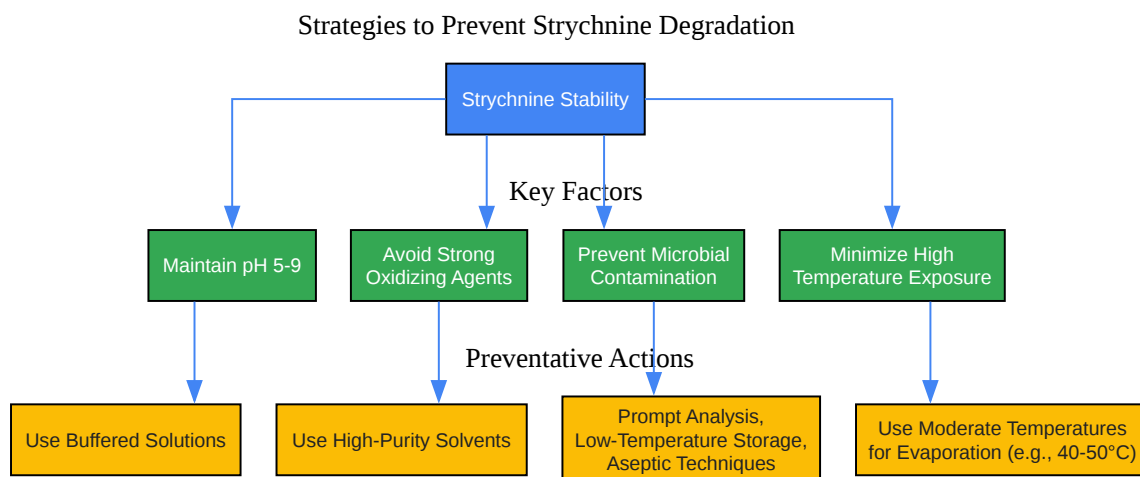 Strategies to Prevent Strychnine Degradation
Strychnine Stability
Key Factors
Maintain pH 5-9
Avoid Strong
Oxidizing Agents
Prevent Microbial
Contamination
Minimize High
Temperature Exposure
Preventative Actions
Use Buffered Solutions
Use High-Purity Solvents
Prompt Analysis,
Low-Temperature Storage,
Aseptic Techniques
Use Moderate Temperatures
for Evaporation (e.g., 40-50°C)